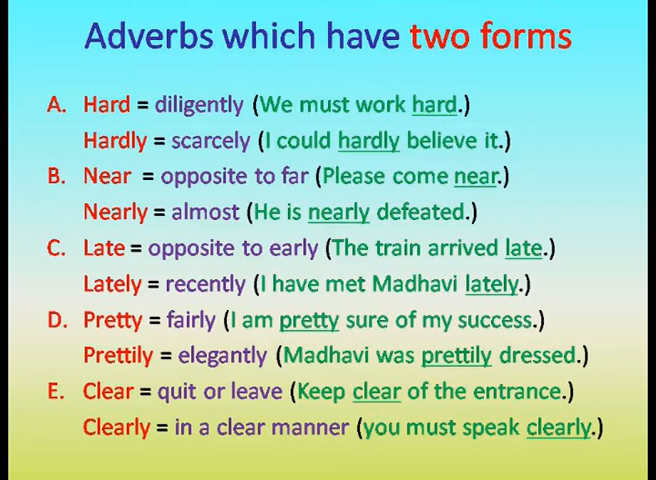 Adverbs which have two forms
A. Hard = diligently (We must work hard.)
Hardly = scarcely (I could hardly believe it.)
B. Near = opposite to far (Please come near.)
Nearly = almost (He is nearly defeated.)
C. Late = opposite to early (The train arrived late.)
Lately = recently (I have met Madhavi lately.)
D. Pretty = fairly (I am pretty sure of my success.)
Prettily = elegantly (Madhavi was prettily dressed.)
E. Clear = quit or leave (Keep clear of the entrance.)
Clearly = in a clear manner (you must speak clearly.)